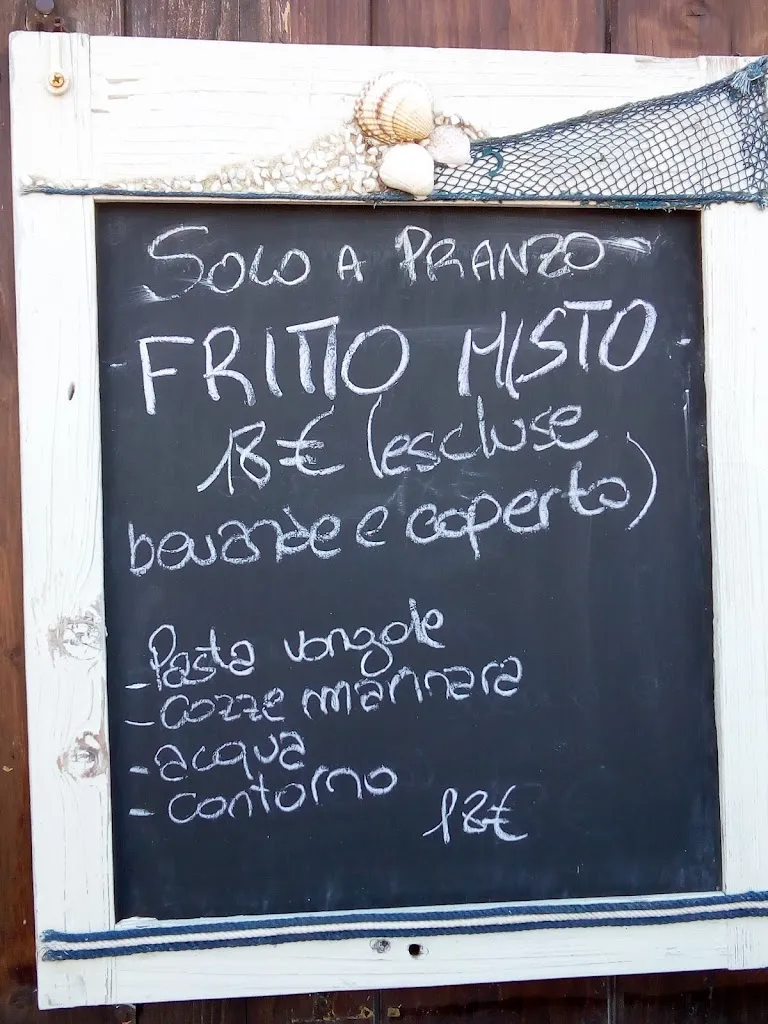 SOLO A PRANZO
FRITTO MISTO
18€ (escluse
bevande e coperto)
- Pasta vongole
- cozze marinara
- acqua
- contorno
18€